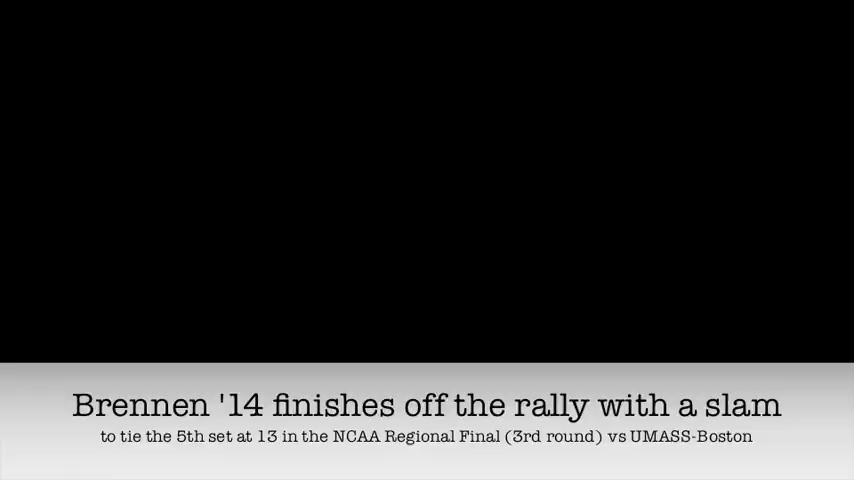 Brennen '14 finishes off the rally with a slam
to tie the 5th set at 13 in the NCAA Regional Final (3rd round) vs UMASS-Boston